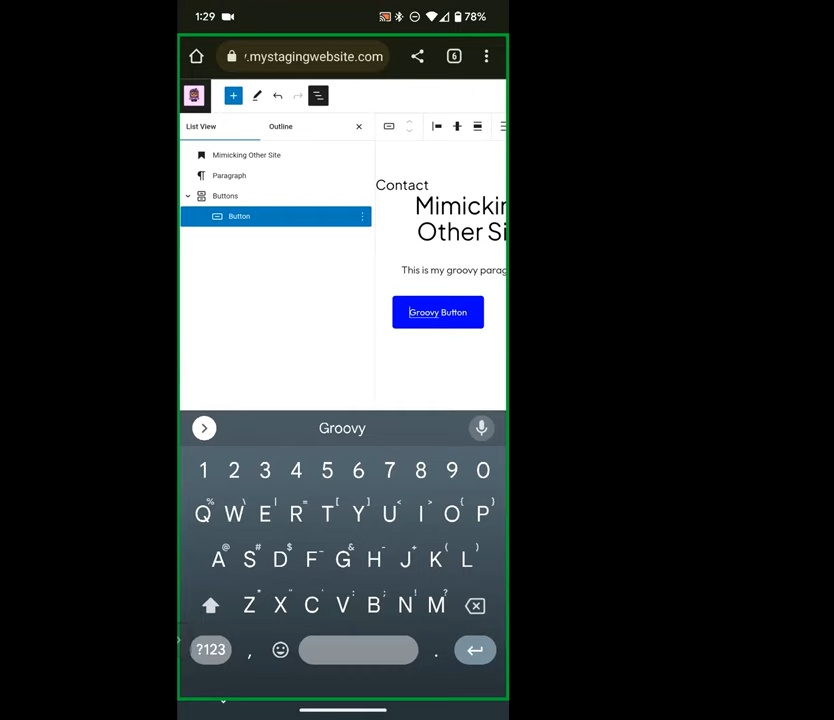 1:29 78%
.mystagingwebsite.com 6
List View Outline
Mimicking Other Site
Paragraph
Buttons
Button
Contact
Mimickin
Other Si
This is my groovy parag
Groovy Button
Groovy
1 2 3 4 5 6 7 8 9 0
% \ | = [ ] < > { }
Q W E R T Y U I O P
@ # $ _ & - + ( )
A S D F G H J K L
* " ' : ; ! ?
Z X C V B N M
?123 , .